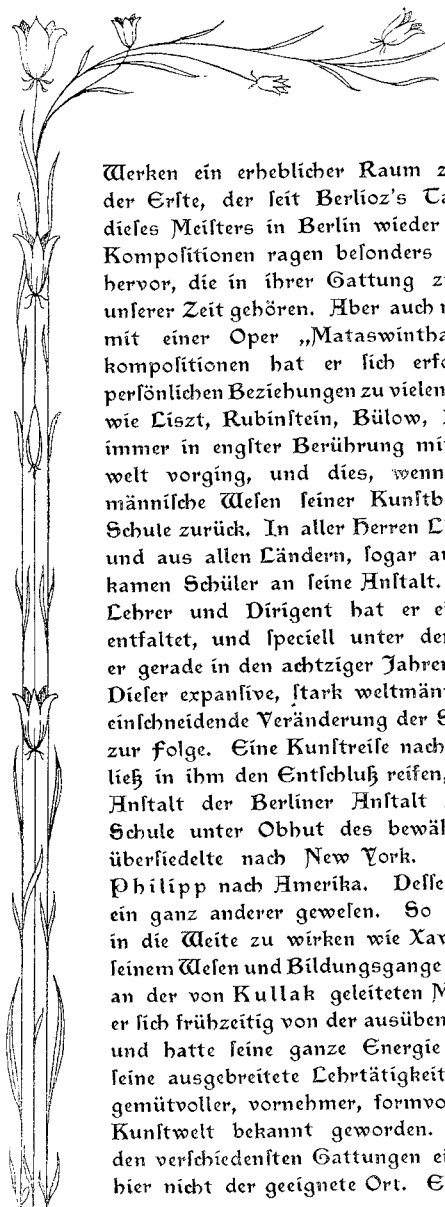 Werken ein erheblicher Raum z
der Erſte, der ſeit Berlioz's Ta
dieſes Meiſters in Berlin wieder
Kompoſitionen ragen beſonders
hervor, die in ihrer Gattung z
unſerer Zeit gehören. Aber auch
mit einer Oper „Mataswintha
kompoſitionen hat er ſich erfo
perſönlichen Beziehungen zu vielen
wie Liszt, Rubinſtein, Bülow,
immer in engſter Berührung mi
welt vorging, und dies, wenn
männiſche Weſen ſeiner Kunſtb
Schule zurück. In aller Herren L
und aus allen Ländern, ſogar au
kamen Schüler an ſeine Anſtalt.
Lehrer und Dirigent hat er e
entfaltet, und ſpeciell unter de
er gerade in den achtziger Jahre
Dieſer expanſive, ſtark weltmän
einſchneidende Veränderung der S
zur Folge. Eine Kunſtreiſe nach
ließ in ihm den Entſchluß reifen,
Anſtalt der Berliner Anſtalt
Schule unter Obhut des bewäh
überſiedelte nach New York.
Philipp nach Amerika. Deſſe
ein ganz anderer geweſen. So
in die Weite zu wirken wie Xav
ſeinem Weſen und Bildungsgange
an der von Kullak geleiteten M
er ſich frühzeitig von der ausüben
und hatte ſeine ganze Energie
ſeine ausgebreitete Lehrtätigkeit
gemütvoller, vornehmer, formvo
Kunſtwelt bekannt geworden.
den verſchiedenſten Gattungen ei
hier nicht der geeignete Ort. E